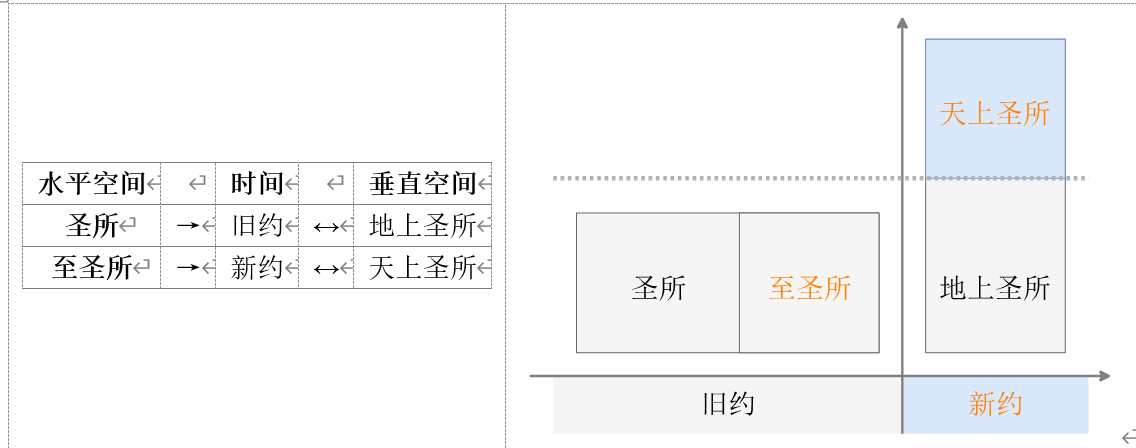 水平空间 时间 垂直空间
圣所 → 旧约 ↔ 地上圣所
至圣所 → 新约 ↔ 天上圣所
天上圣所
圣所 至圣所 地上圣所
旧约 新约